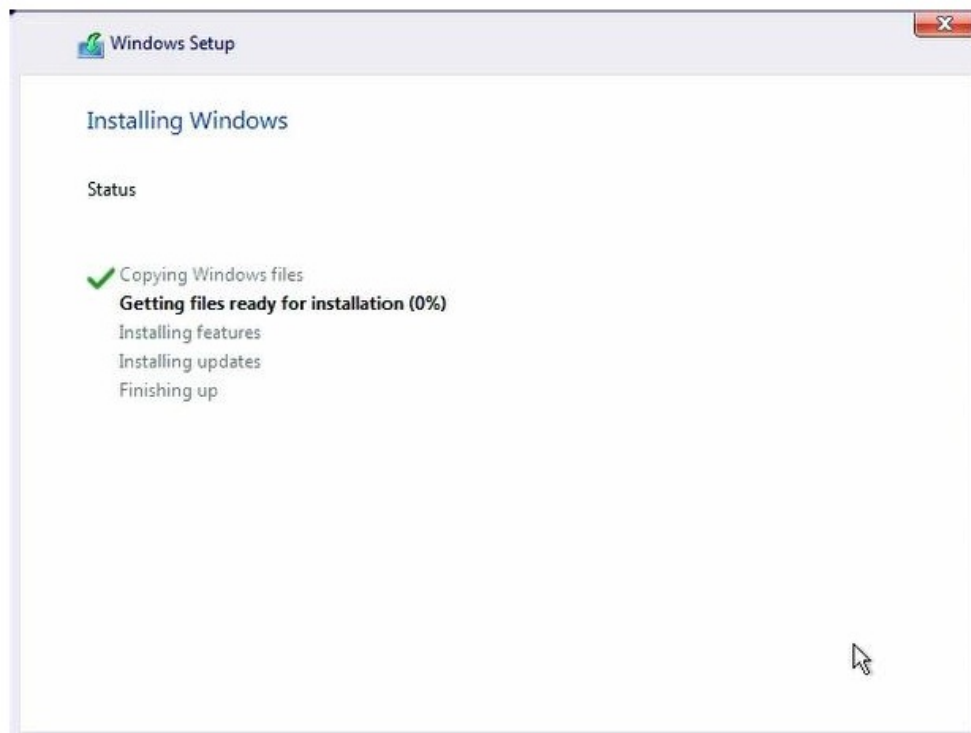 Windows Setup
Installing Windows
Status
Copying Windows files
Getting files ready for installation (0%)
Installing features
Installing updates
Finishing up